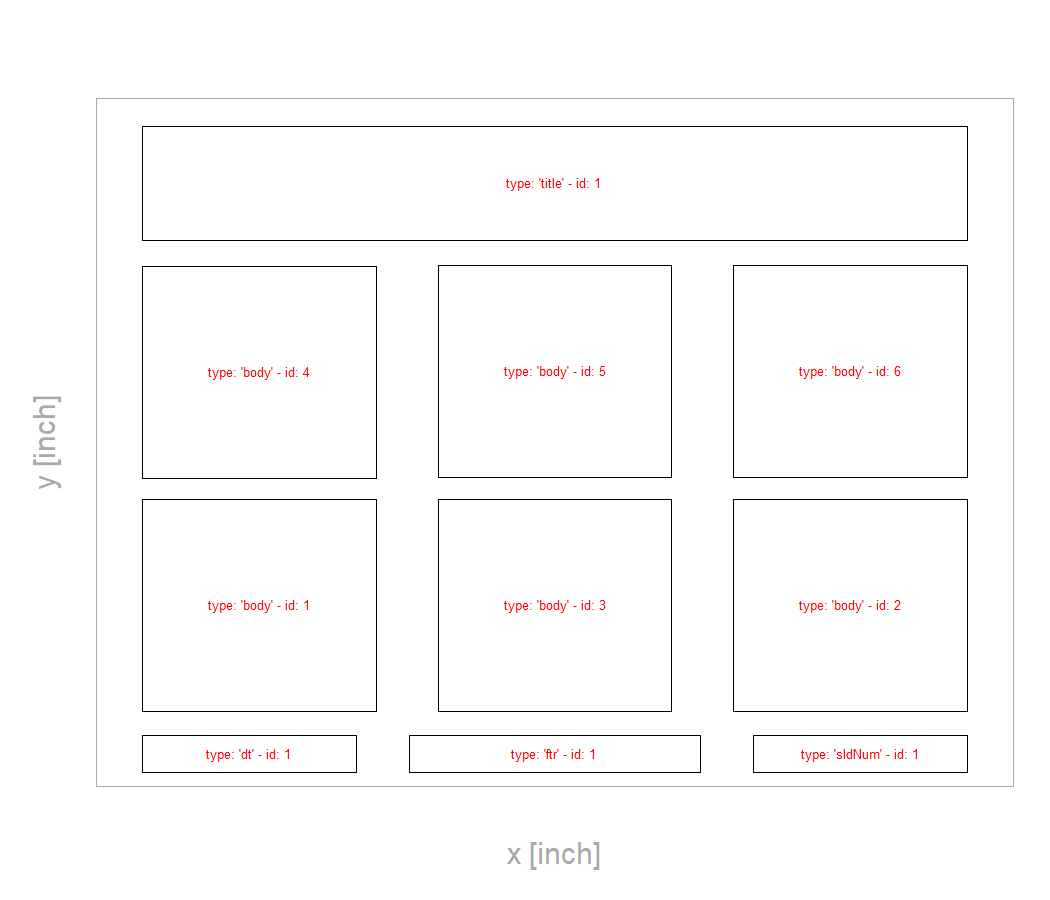 type: 'title' - id: 1
type: 'body' - id: 4
type: 'body' - id: 5
type: 'body' - id: 6
y [inch]
type: 'body' - id: 1
type: 'body' - id: 3
type: 'body' - id: 2
type: 'dt' - id: 1
type: 'ftr' - id: 1
type: 'sldNum' - id: 1
x [inch]